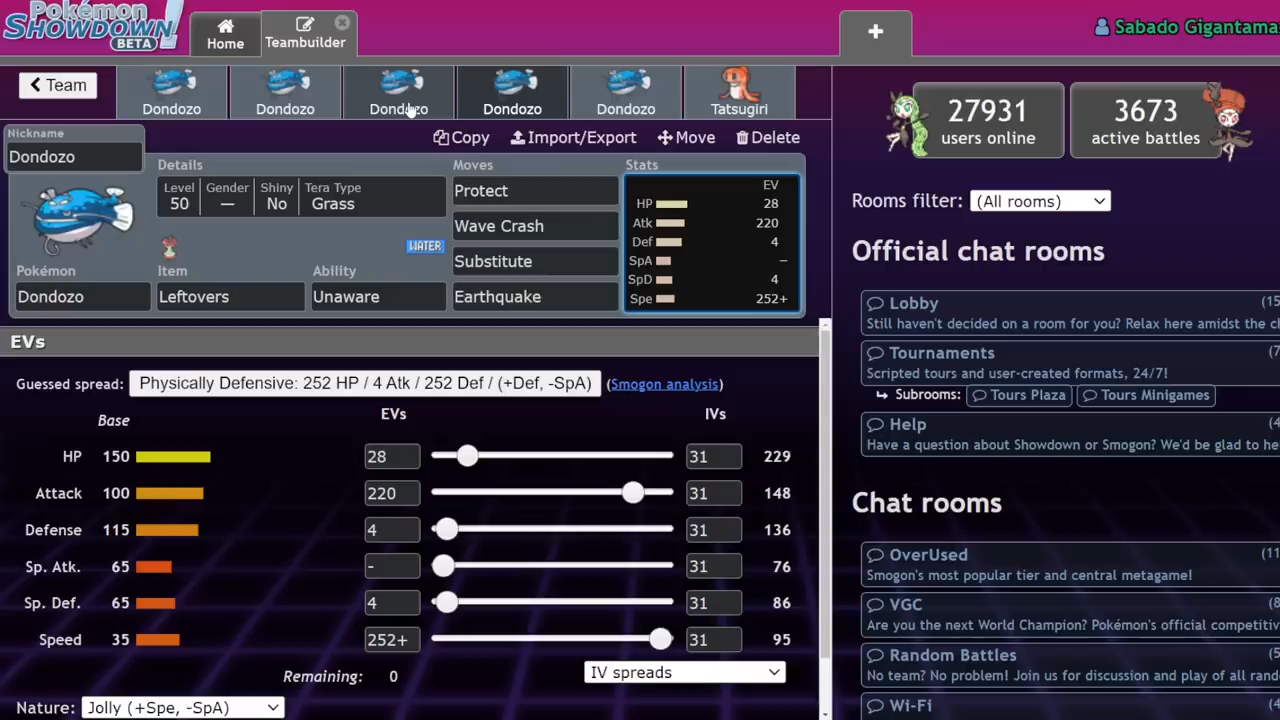 Pokémon
SHOWDOWN!
BETA
Home
Teambuilder
+
Sabado Gigantama
Team
Dondozo
Dondozo
Dondozo
Dondozo
Dondozo
Tatsugiri
27931
users online
3673
active battles
Copy
Import/Export
Move
Delete
Nickname
Dondozo
Details
Level
50
Gender
—
Shiny
No
Tera Type
Grass
WATER
Pokémon
Dondozo
Item
Leftovers
Ability
Unaware
Moves
Protect
Wave Crash
Substitute
Earthquake
Stats
EV
HP 28
Atk 220
Def 4
SpA –
SpD 4
Spe 252+
EVs
Guessed spread: Physically Defensive: 252 HP / 4 Atk / 252 Def / (+Def, -SpA) (Smogon analysis)
Base EVs IVs
HP 150 28 31 229
Attack 100 220 31 148
Defense 115 4 31 136
Sp. Atk. 65 - 31 76
Sp. Def. 65 4 31 86
Speed 35 252+ 31 95
Remaining: 0
IV spreads
Nature: Jolly (+Spe, -SpA)
Rooms filter: (All rooms)
Official chat rooms
Lobby (15
Still haven't decided on a room for you? Relax here amidst the c
Tournaments (7
Scripted tours and user-created formats, 24/7!
Subrooms: Tours Plaza Tours Minigames
Help (4
Have a question about Showdown or Smogon? We'd be glad to he
Chat rooms
OverUsed (11
Smogon's most popular tier and central metagame!
VGC (8
Are you the next World Champion? Pokémon's official competitiv
Random Battles (5
No team? No problem! Join us for discussion and play of all rand
Wi-Fi (